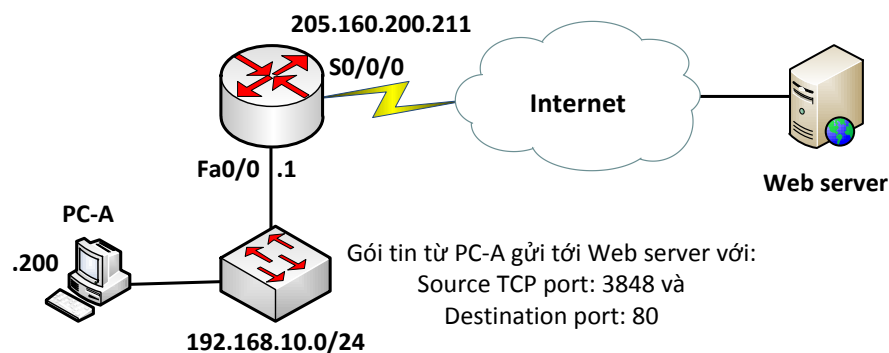 205.160.200.211
S0/0/0
Internet
Web server
Fa0/0 .1
PC-A
.200
192.168.10.0/24
Gói tin từ PC-A gửi tới Web server với:
Source TCP port: 3848 và
Destination port: 80